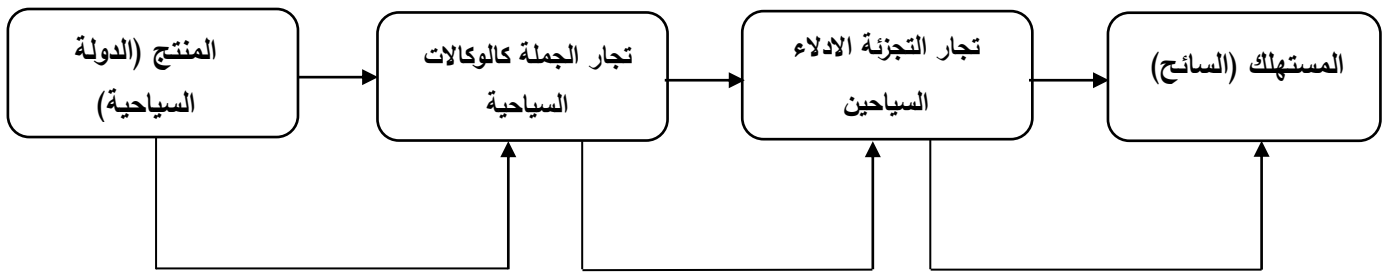 المنتج (الدولة
السياحية)
تجار الجملة كالوكالات
السياحية
تجار التجزئة الادلاء
السياحين
المستهلك (السائح)